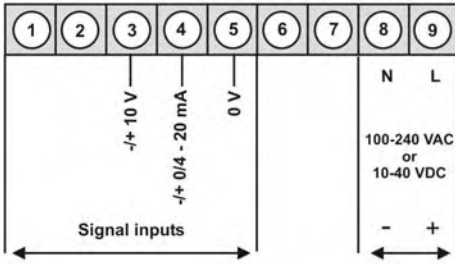 1 2 3 4 5 6 7 8 9
N L
-/+ 10 V
-/+ 0/4 - 20 mA
0 V
100-240 VAC
or
10-40 VDC
- +
Signal inputs